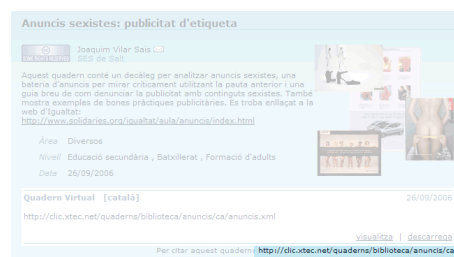 Anuncis sexistes: publicitat d'etiqueta
Joaquim Vilar Sais
SES de Salt
Aquest quadern conté un decàleg per analitzar anuncis sexistes, una
bateria d'anuncis per mirar críticament utilitzant la pauta anterior i una
guia breu de com denunciar la publicitat amb continguts sexistes. També
mostra exemples de bones pràctiques publicitàries. Es troba enllaçat a la
web d'Igualtat:
http://www.solidaries.org/igualtat/aula/anuncis/index.html
Àrea Diversos
Nivell Educació secundària , Batxillerat , Formació d'adults
Data 26/09/2006
Quadern Virtual [català] 26/09/2006
http://clic.xtec.net/quaderns/biblioteca/anuncis/ca/anuncis.xml
visualitza | descarrega
Per citar aquest quadern: http://clic.xtec.net/quaderns/biblioteca/anuncis/ca